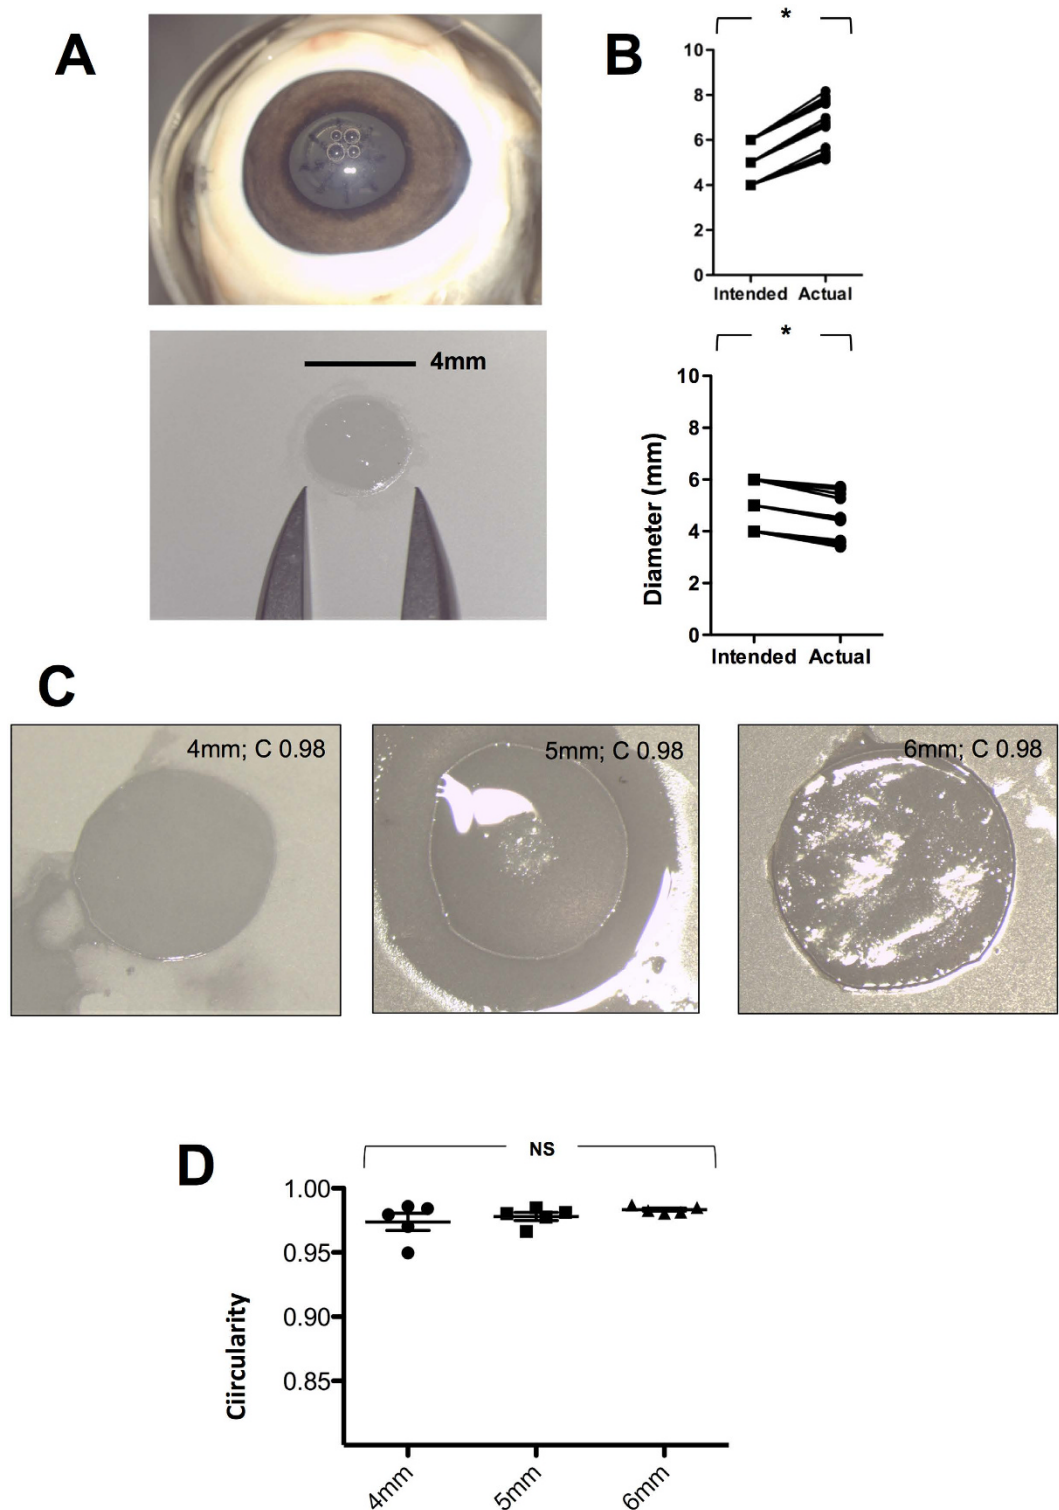 A
4mm
B
*
10
8
6
4
2
0
Intended Actual
*
Diameter (mm)
10
8
6
4
2
0
Intended Actual
C
4mm; C 0.98
5mm; C 0.98
6mm; C 0.98
D
NS
Ciircularity
1.00
0.95
0.90
0.85
4mm
5mm
6mm